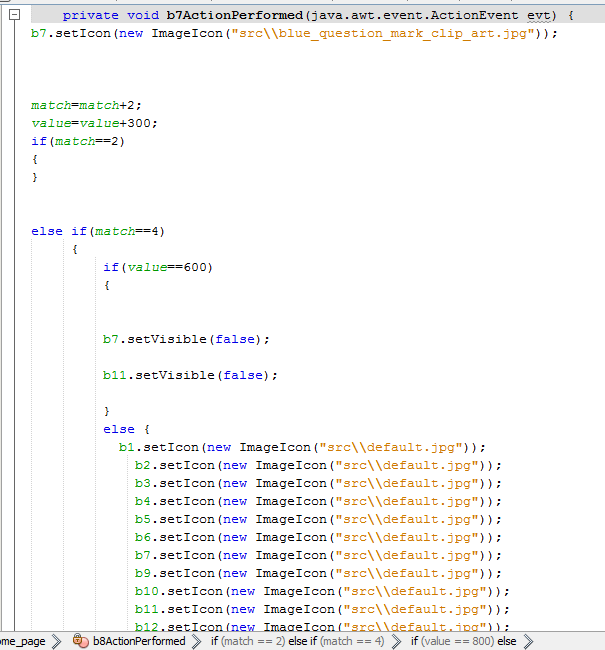 private void b7ActionPerformed(java.awt.event.ActionEvent evt) {
b7.setIcon(new ImageIcon("src\\blue_question_mark_clip_art.jpg"));
match=match+2;
value=value+300;
if(match==2)
{
}
else if(match==4)
{
if(value==600)
{
b7.setVisible(false);
b11.setVisible(false);
}
else {
b1.setIcon(new ImageIcon("src\\default.jpg"));
b2.setIcon(new ImageIcon("src\\default.jpg"));
b3.setIcon(new ImageIcon("src\\default.jpg"));
b4.setIcon(new ImageIcon("src\\default.jpg"));
b5.setIcon(new ImageIcon("src\\default.jpg"));
b6.setIcon(new ImageIcon("src\\default.jpg"));
b7.setIcon(new ImageIcon("src\\default.jpg"));
b9.setIcon(new ImageIcon("src\\default.jpg"));
b10.setIcon(new ImageIcon("src\\default.jpg"));
b11.setIcon(new ImageIcon("src\\default.jpg"));
b12.setIcon(new ImageIcon("src\\default.jpg"));
ome_page b8ActionPerformed if (match == 2) else if (match == 4) if (value == 800) else